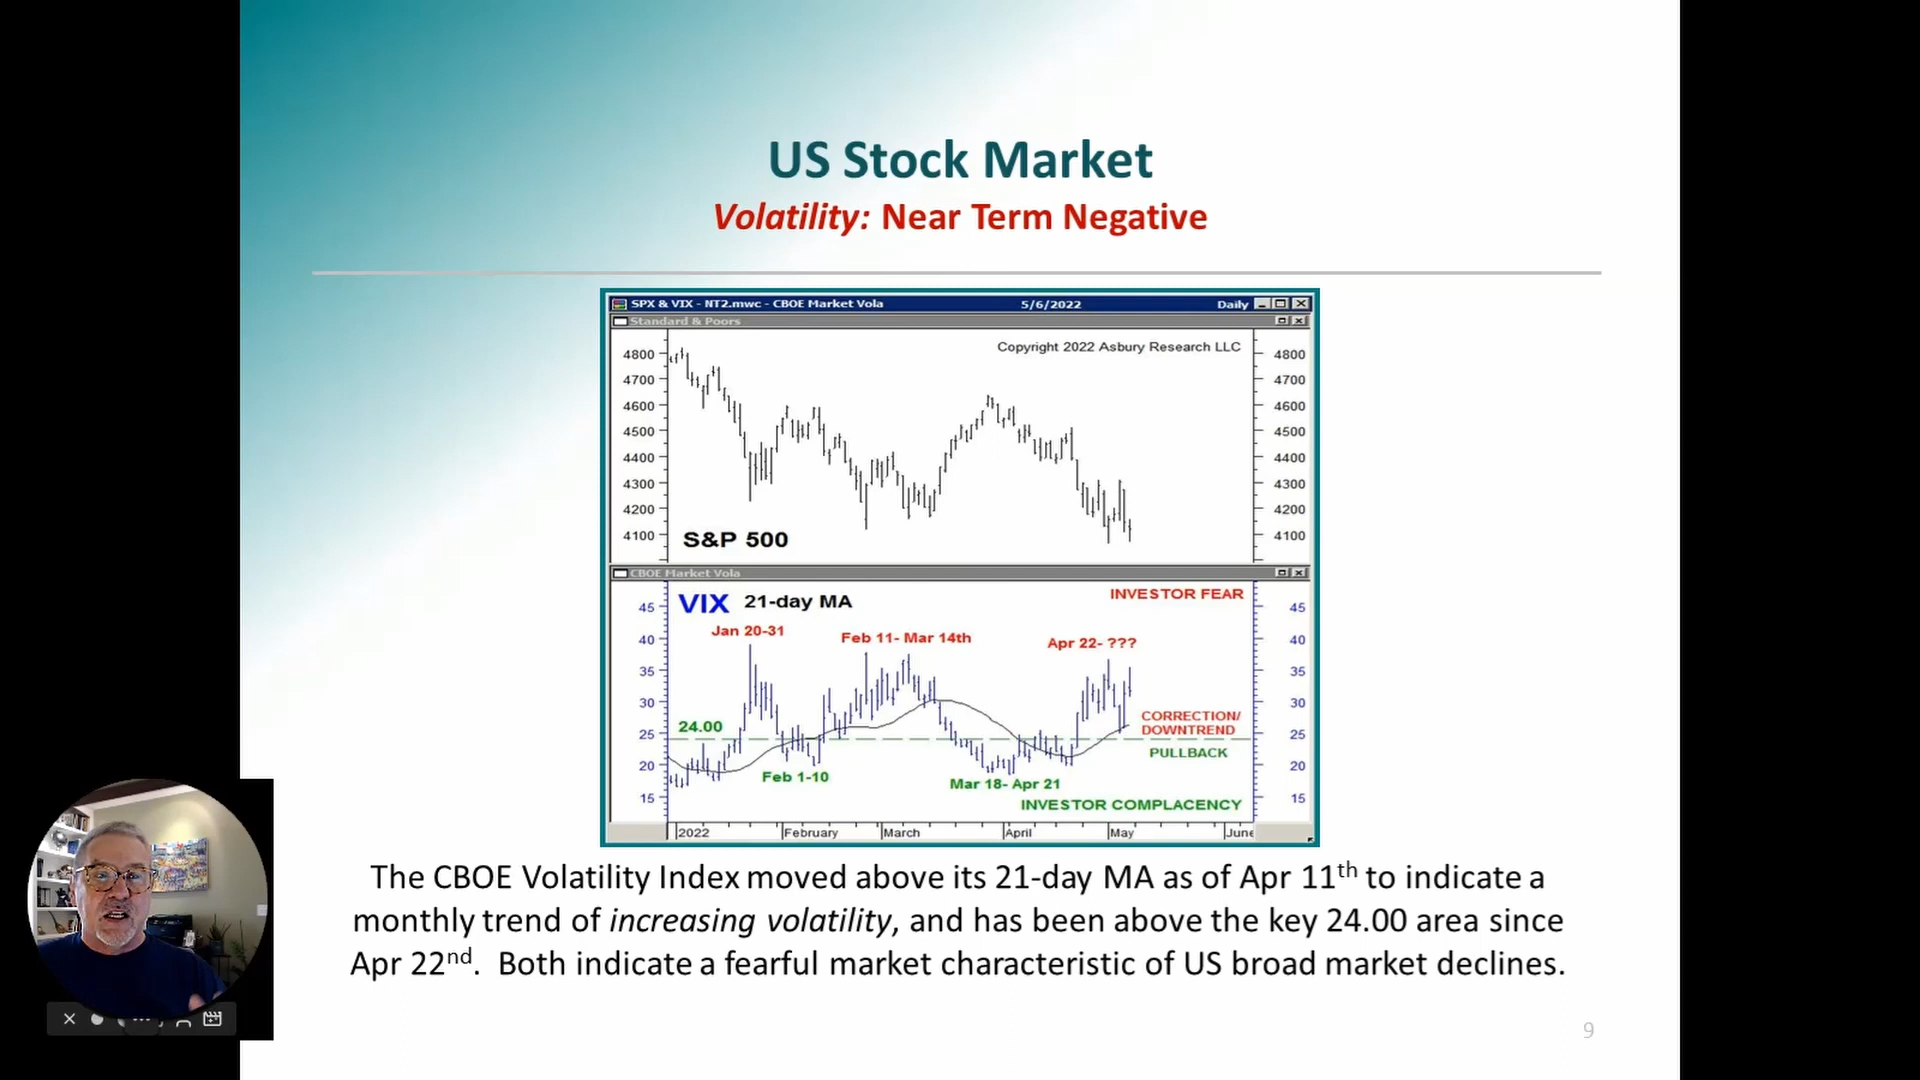 US Stock Market
Volatility: Near Term Negative
SPX & VIX - NT2.mwc - CBOE Market Vola 5/6/2022 Daily
Standard & Poors
Copyright 2022 Asbury Research LLC
4800 4800
4700 4700
4600 4600
4500 4500
4400 4400
4300 4300
4200 4200
4100 4100
S&P 500
CBOE Market Vola
VIX 21-day MA INVESTOR FEAR
45 45
Jan 20-31 Feb 11- Mar 14th Apr 22- ???
40 40
35 35
30 30
24.00 CORRECTION/
DOWNTREND
25 25
PULLBACK
20 20
Feb 1-10 Mar 18- Apr 21
15 15
INVESTOR COMPLACENCY
2022 February March April May June
The CBOE Volatility Index moved above its 21-day MA as of Apr 11th to indicate a
monthly trend of increasing volatility, and has been above the key 24.00 area since
Apr 22nd. Both indicate a fearful market characteristic of US broad market declines.
9